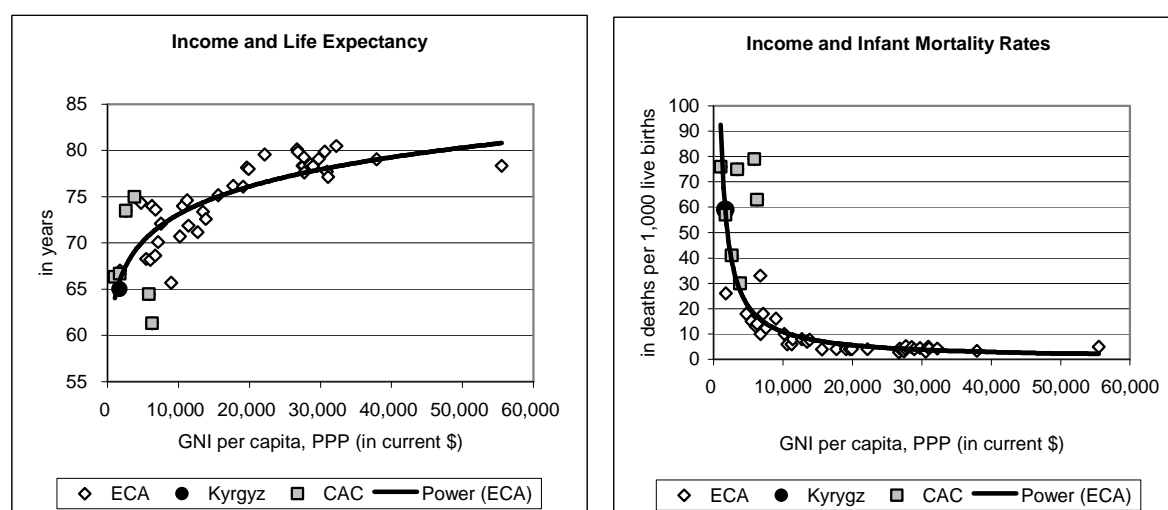 Income and Life Expectancy
85
80
75
70
65
60
55
in years
0 10,000 20,000 30,000 40,000 50,000 60,000
GNI per capita, PPP (in current $)
ECA Kyrgyz CAC Power (ECA)
Income and Infant Mortality Rates
100
90
80
70
60
50
40
30
20
10
0
in deaths per 1,000 live births
0 10,000 20,000 30,000 40,000 50,000 60,000
GNI per capita, PPP (in current $)
ECA Kyrygz CAC Power (ECA)